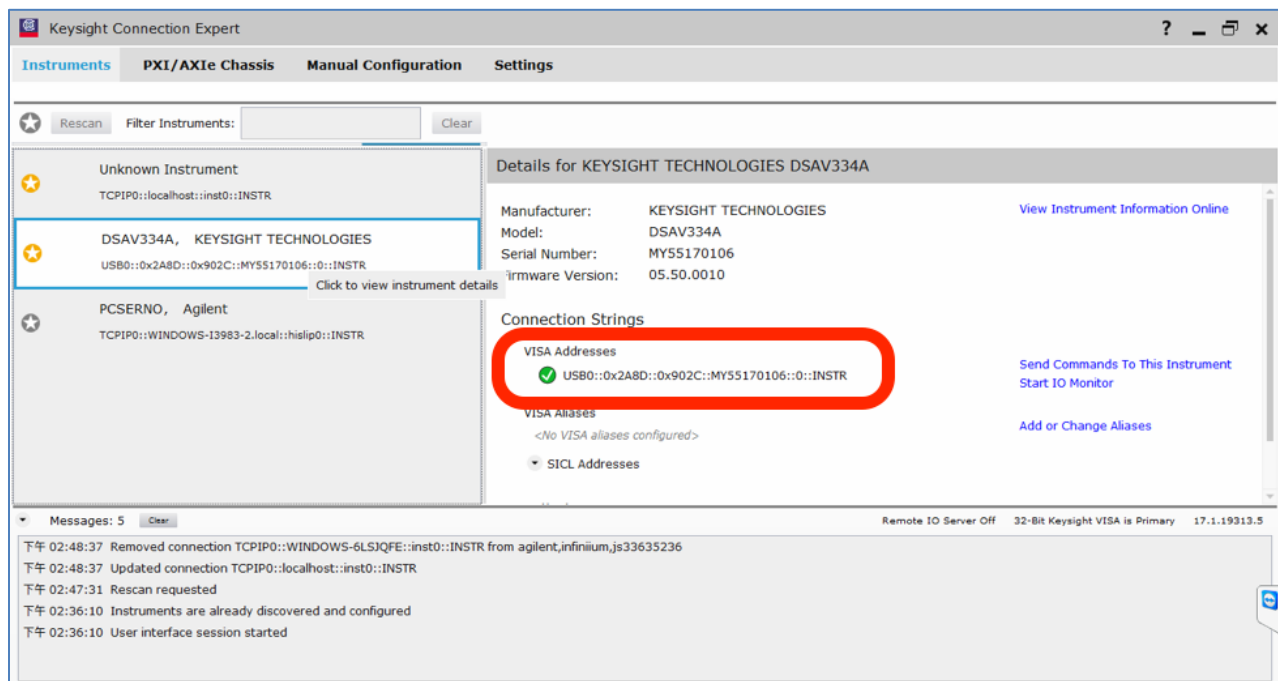 Keysight Connection Expert
?
Instruments PXI/AXIe Chassis Manual Configuration Settings
Rescan Filter Instruments: Clear
Unknown Instrument
TCPIP0::localhost::inst0::INSTR
DSAV334A, KEYSIGHT TECHNOLOGIES
USB0::0x2A8D::0x902C::MY55170106::0::INSTR
Click to view instrument details
PCSERNO, Agilent
TCPIP0::WINDOWS-I3983-2.local::hislip0::INSTR
Details for KEYSIGHT TECHNOLOGIES DSAV334A
Manufacturer: KEYSIGHT TECHNOLOGIES
View Instrument Information Online
Model: DSAV334A
Serial Number: MY55170106
Firmware Version: 05.50.0010
Connection Strings
VISA Addresses
USB0::0x2A8D::0x902C::MY55170106::0::INSTR
Send Commands To This Instrument
Start IO Monitor
VISA Aliases
<No VISA aliases configured>
Add or Change Aliases
SICL Addresses
Messages: 5 Clear
Remote IO Server Off 32-Bit Keysight VISA is Primary 17.1.19313.5
下午 02:48:37 Removed connection TCPIP0::WINDOWS-6LSJQFE::inst0::INSTR from agilent,infiniium,js33635236
下午 02:48:37 Updated connection TCPIP0::localhost::inst0::INSTR
下午 02:47:31 Rescan requested
下午 02:36:10 Instruments are already discovered and configured
下午 02:36:10 User interface session started